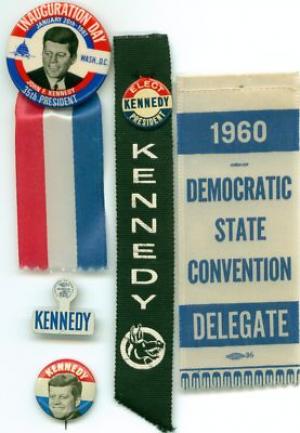 INAUGURATION DAY
JANUARY 20th 1961
WASH., D.C.
JOHN F. KENNEDY
35th PRESIDENT
KENNEDY
KENNEDY
ELECT
KENNEDY
PRESIDENT
KENNEDY
1960
DEMOCRATIC
STATE
CONVENTION
DELEGATE